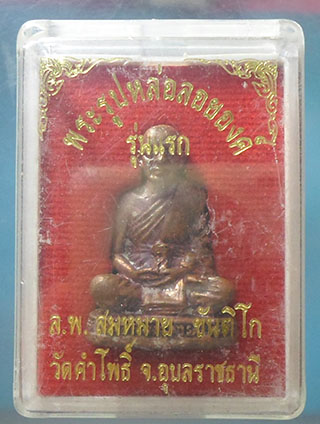 พระรูปหล่อลอยองค์
รุ่นแรก
ล.พ. สมหมาย ขันติโก
วัดคำโพธิ์ จ.อุบลราชธานี